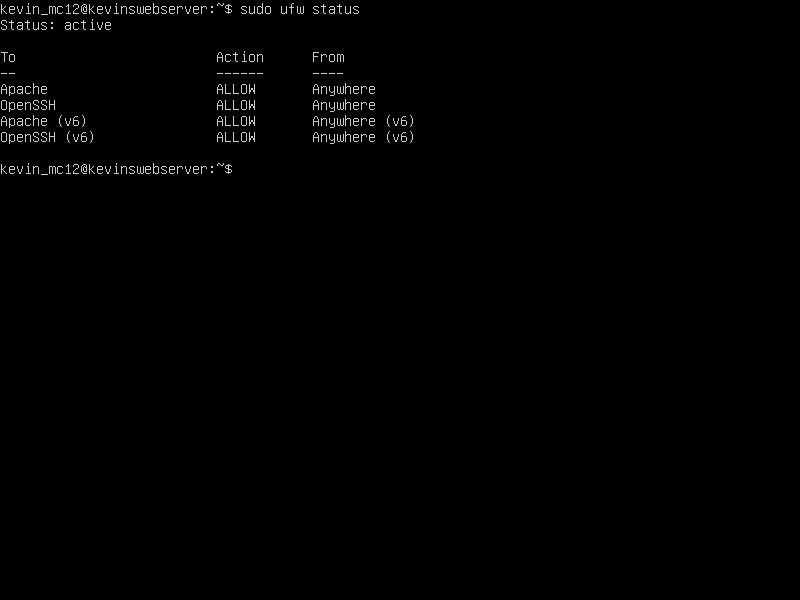 kevin_mc12@kevinswebserver:~$ sudo ufw status
Status: active

To                         Action      From
--                         ------      ----
Apache                     ALLOW       Anywhere
OpenSSH                    ALLOW       Anywhere
Apache (v6)                ALLOW       Anywhere (v6)
OpenSSH (v6)               ALLOW       Anywhere (v6)

kevin_mc12@kevinswebserver:~$